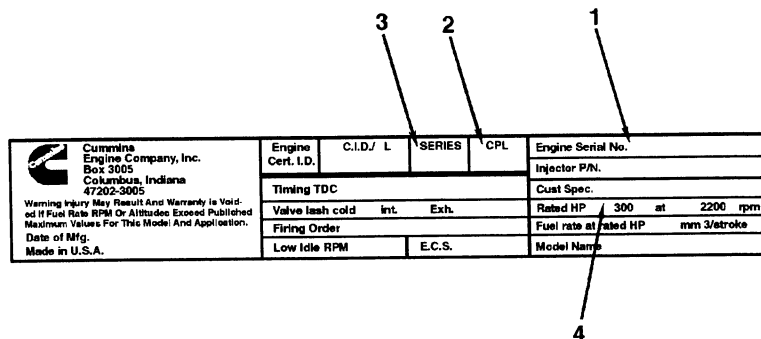 1
2
3
Cummins
Engine Company, Inc.
Box 3005
Columbus, Indiana
47202-3005
Warning Injury May Result And Warranty is Void-
ed If Fuel Rate RPM Or Altitudes Exceed Published
Maximum Values For This Model And Application.
Date of Mfg.
Made in U.S.A.
Engine
Cert. I.D.
C.I.D./ L
SERIES
CPL
Timing TDC
Valve lash cold int. Exh.
Firing Order
Low Idle RPM
E.C.S.
Engine Serial No.
Injector P/N.
Cust Spec.
Rated HP 300 at 2200 rpm
Fuel rate at rated HP mm 3/stroke
Model Name
4